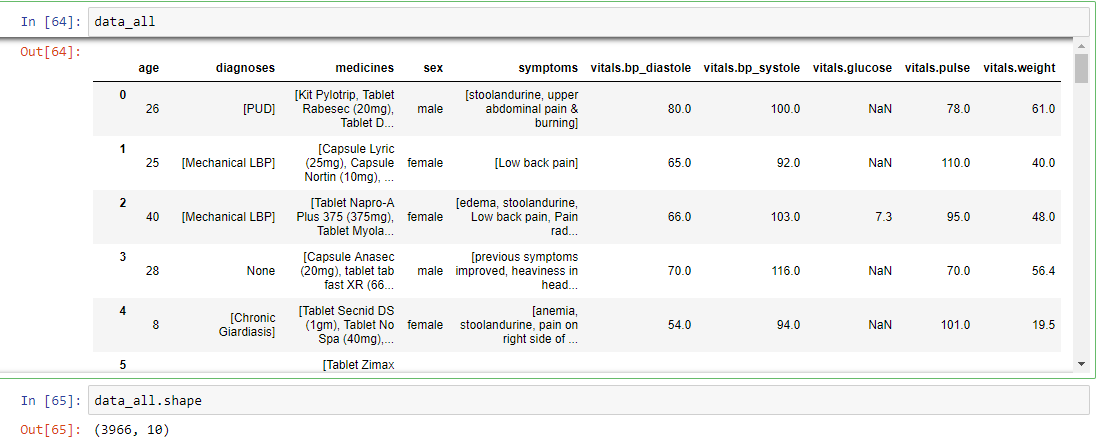 In [64]: data_all
Out[64]:
age diagnoses medicines sex symptoms vitals.bp_diastole vitals.bp_systole vitals.glucose vitals.pulse vitals.weight
0 26 [PUD] [Kit Pylotrip, Tablet Rabesec (20mg), Tablet D... male [stoolandurine, upper abdominal pain & burning] 80.0 100.0 NaN 78.0 61.0
1 25 [Mechanical LBP] [Capsule Lyric (25mg), Capsule Nortin (10mg), ... female [Low back pain] 65.0 92.0 NaN 110.0 40.0
2 40 [Mechanical LBP] [Tablet Napro-A Plus 375 (375mg), Tablet Myola... female [edema, stoolandurine, Low back pain, Pain rad... 66.0 103.0 7.3 95.0 48.0
3 28 None [Capsule Anasec (20mg), tablet tab fast XR (66... male [previous symptoms improved, heaviness in head... 70.0 116.0 NaN 70.0 56.4
4 8 [Chronic Giardiasis] [Tablet Secnid DS (1gm), Tablet No Spa (40mg),... female [anemia, stoolandurine, pain on right side of ... 54.0 94.0 NaN 101.0 19.5
5 [Tablet Zimax
In [65]: data_all.shape
Out[65]: (3966, 10)